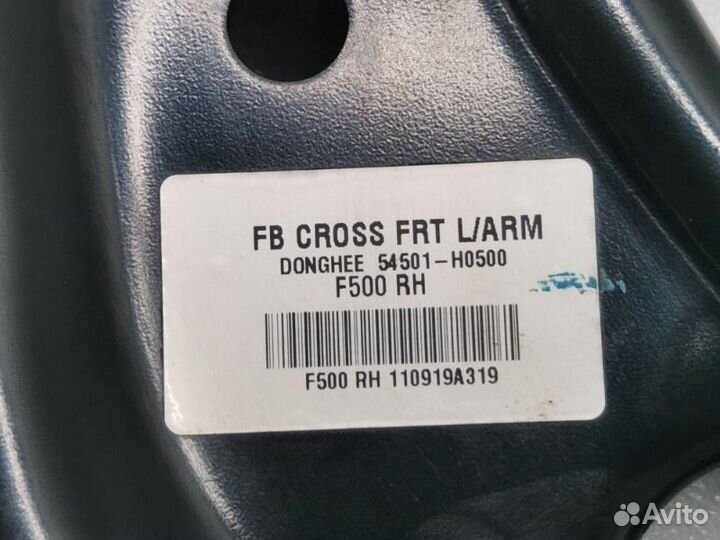 FB CROSS FRT L/ARM
DONGHEE 54501-H0500
F500 RH
F500 RH 110919A319
Avito